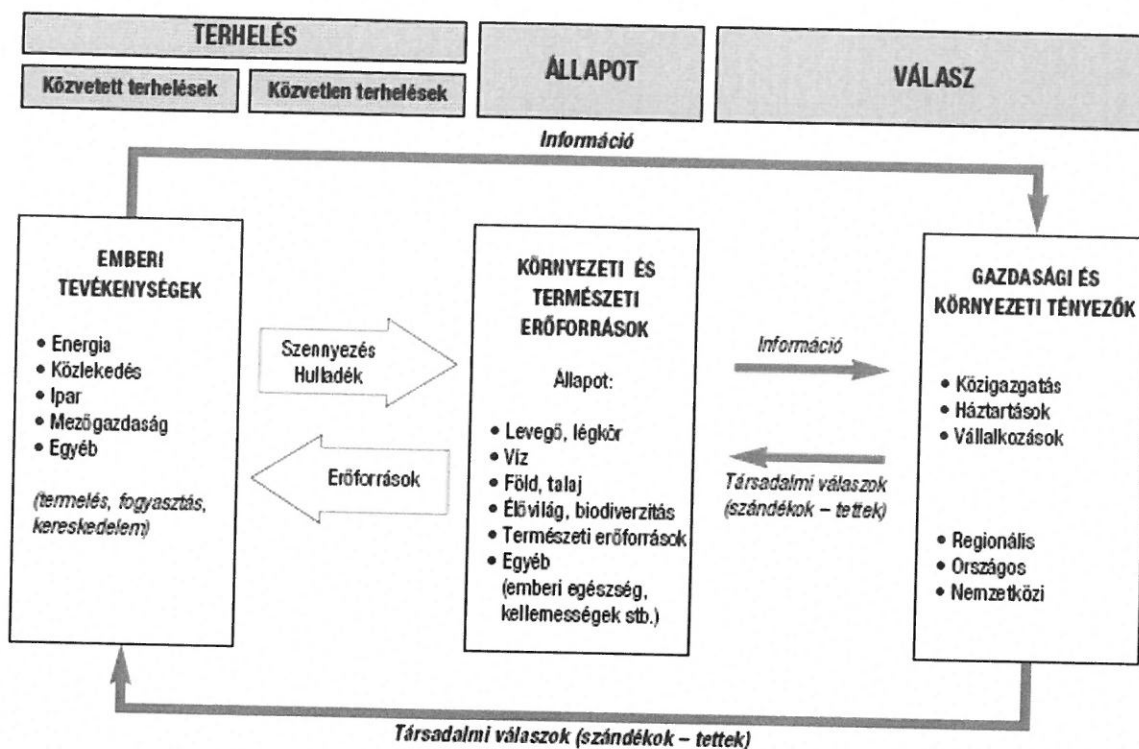 TERHELÉS
Közvetett terhelések
Közvetlen terhelések
ÁLLAPOT
VÁLASZ
Információ
EMBERI
TEVÉKENYSÉGEK
• Energia
• Közlekedés
• Ipar
• Mezőgazdaság
• Egyéb
(termelés, fogyasztás,
kereskedelem)
Szennyezés
Hulladék
Erőforrások
KÖRNYEZETI ÉS
TERMÉSZETI
ERŐFORRÁSOK
Állapot:
• Levegő, légkör
• Víz
• Föld, talaj
• Élővilág, biodiverzitás
• Természeti erőforrások
• Egyéb
(emberi egészség,
kellemességek stb.)
Információ
Társadalmi válaszok
(szándékok – tettek)
GAZDASÁGI ÉS
KÖRNYEZETI TÉNYEZŐK
• Közigazgatás
• Háztartások
• Vállalkozások
• Regionális
• Országos
• Nemzetközi
Társadalmi válaszok (szándékok – tettek)